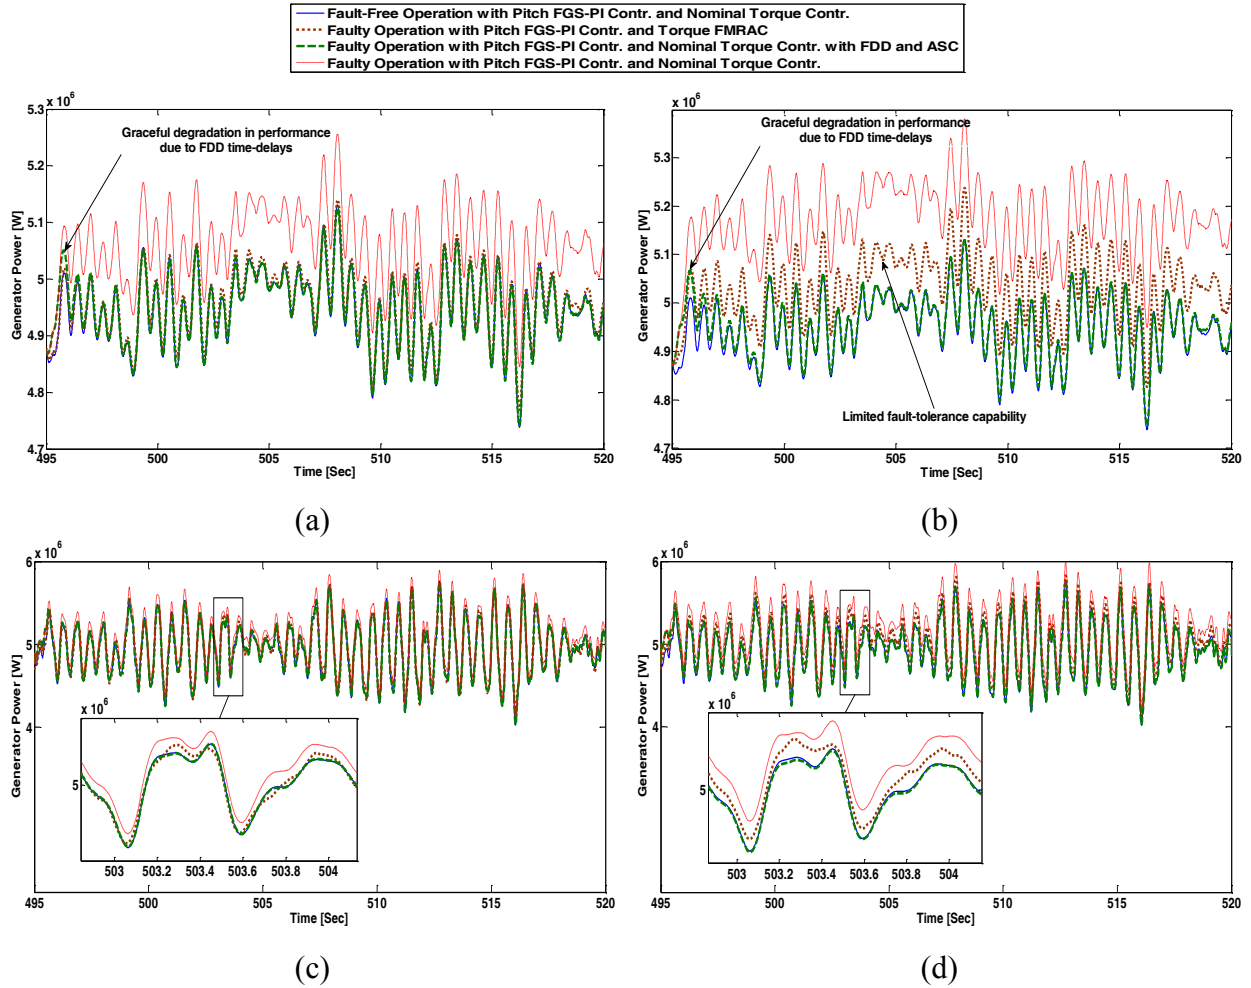 Fault-Free Operation with Pitch FGS-PI Contr. and Nominal Torque Contr.
Faulty Operation with Pitch FGS-PI Contr. and Torque FMRAC
Faulty Operation with Pitch FGS-PI Contr. and Nominal Torque Contr. with FDD and ASC
Faulty Operation with Pitch FGS-PI Contr. and Nominal Torque Contr.
x 10^6
5.3
5.2
5.1
5
4.9
4.8
4.7
Generator Power [W]
Graceful degradation in performance
due to FDD time-delays
495 500 505 510 515 520
Time [Sec]
(a)
x 10^6
5.3
5.2
5.1
5
4.9
4.8
4.7
Generator Power [W]
Graceful degradation in performance
due to FDD time-delays
Limited fault-tolerance capability
495 500 505 510 515 520
Time [Sec]
(b)
x 10^6
6
5
4
Generator Power [W]
x 10^6
5
503 503.2 503.4 503.6 503.8 504
495 500 505 510 515 520
Time [Sec]
(c)
x 10^6
6
5
4
Generator Power [W]
x 10^6
5
503 503.2 503.4 503.6 503.8 504
495 500 505 510 515 520
Time [Sec]
(d)